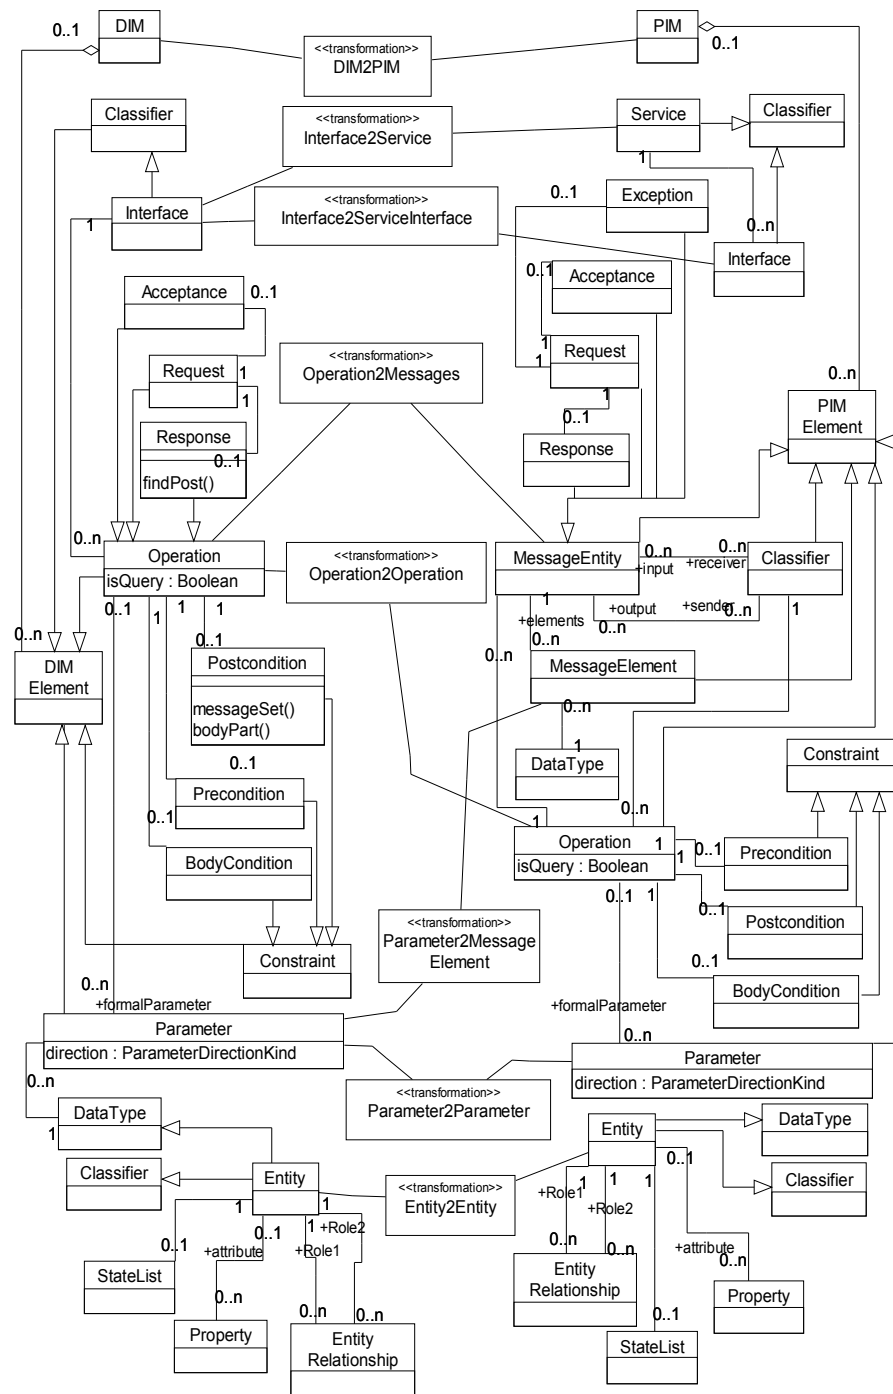 0..1
DIM
<<transformation>>
DIM2PIM
PIM
0..1
Classifier
<<transformation>>
Interface2Service
Service
Classifier
1
Interface
1
<<transformation>>
Interface2ServiceInterface
0..1
Exception
0..n
Interface
Acceptance
0..1
0..1
Acceptance
Request
1
1
<<transformation>>
Operation2Messages
1
1
Request
1
0..n
PIM
Element
Response
0..1
findPost()
0..1
Response
0..n
Operation
isQuery : Boolean
0..1
1
1
1
<<transformation>>
Operation2Operation
MessageEntity
0..n
+input
0..n
+receiver
Classifier
1
+elements
+output
0..n
+sender
0..n
1
0..n
DIM
Element
0..1
Postcondition
messageSet()
bodyPart()
0..n
0..n
MessageElement
0..n
1
DataType
Constraint
0..1
Precondition
0..1
BodyCondition
0..n
1
Operation
isQuery : Boolean
1
1
0..1
1
0..1
Precondition
0..1
Postcondition
<<transformation>>
Parameter2Message
Element
Constraint
0..1
BodyCondition
0..n
+formalParameter
+formalParameter
Parameter
direction : ParameterDirectionKind
0..n
0..n
Parameter
direction : ParameterDirectionKind
<<transformation>>
Parameter2Parameter
DataType
1
DataType
Entity
0..1
Classifier
Entity
1
0..1
1
1
+Role2
<<transformation>>
Entity2Entity
Classifier
+Role1
1
1
+Role2
1
0..1
+attribute
+Role1
+attribute
StateList
0..n
0..n
0..n
0..n
0..n
0..n
Entity
Relationship
Property
Property
Entity
Relationship
0..1
StateList